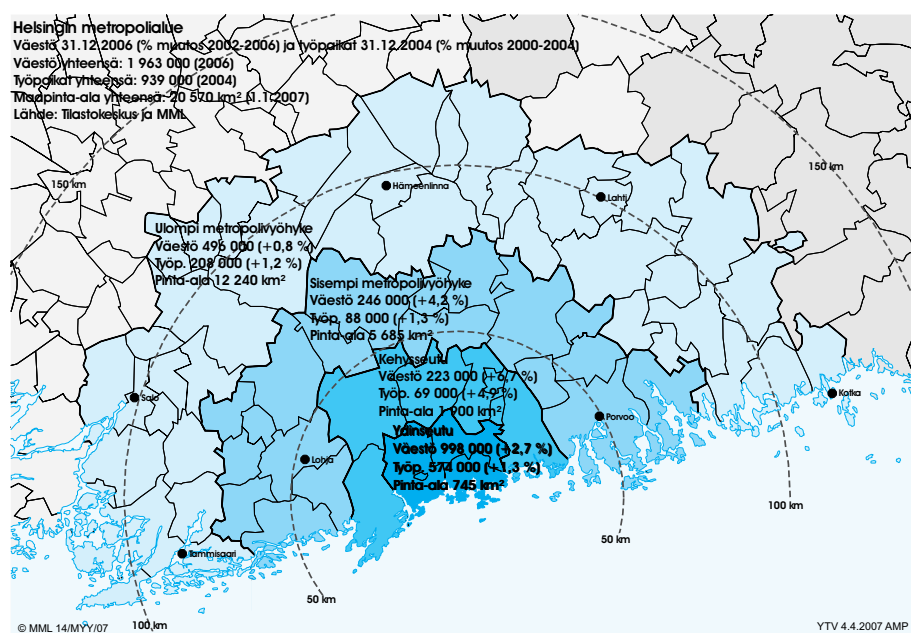 Helsingin metropolialue
Väestö 31.12.2006 (% muutos 2002-2006) ja työpaikat 31.12.2004 (% muutos 2000-2004)
Väestö yhteensä: 1 963 000 (2006)
Työpaikat yhteensä: 939 000 (2004)
Maapinta-ala yhteensä: 20 570 km² (1.1.2007)
Lähde: Tilastokeskus ja MML
150 km
150 km
Hämeenlinna
Lahti
Ulompi metropolivyöhyke
Väestö 496 000 (+0,8 %)
Työp. 208 000 (+1,2 %)
Pinta-ala 12 240 km²
Sisempi metropolivyöhyke
Väestö 246 000 (+4,2 %)
Työp. 88 000 (+1,3 %)
Pinta-ala 5 685 km²
Kehysseutu
Väestö 223 000 (+6,7 %)
Työp. 69 000 (+4,9 %)
Pinta-ala 1 900 km²
Salo
Kotka
Porvoo
Ydinseutu
Väestö 998 000 (+2,7 %)
Työp. 574 000 (+1,3 %)
Pinta-ala 745 km²
Lohja
100 km
50 km
Tammisaari
50 km
100 km
© MML 14/MYY/07
YTV 4.4.2007 AMP